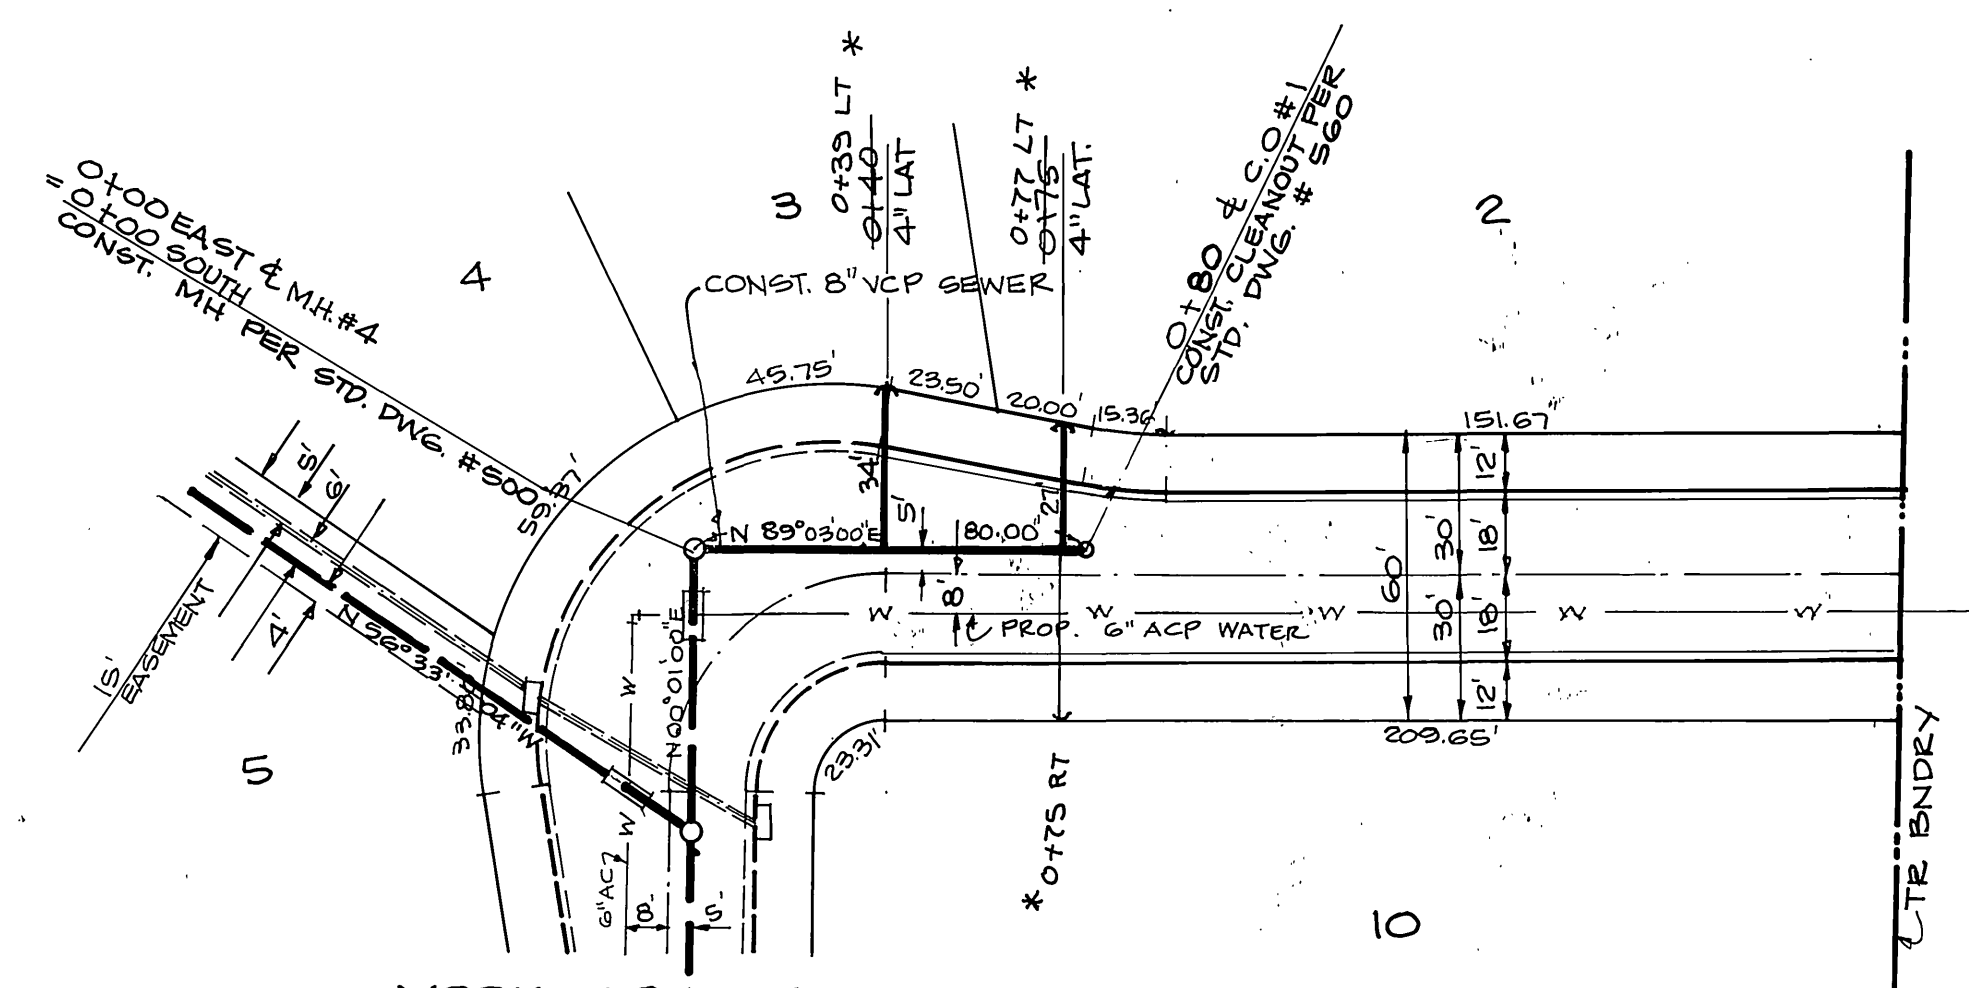 0+00 EAST ℄ M.H.#4
= 0+00 SOUTH
CONST. MH PER STD. DWG. #500
4
3
0+39 LT *
0+40
4" LAT
0+77 LT *
0+75
4" LAT.
0+80 ℄ C.O #1
CONST. CLEANOUT PER
STD. DWG. # 560
2
CONST. 8" VCP SEWER
45.75'
23.50'
20.00'
15.36'
151.67'
59.37'
34'
27'
N 89°03'00"E
80.00'
5'
8'
12'
18'
30'
60'
30'
18'
12'
W W W W W
PROP. 6" ACP WATER
209.65'
5'
6'
4'
15'
EASEMENT
N 56°33'04"W
N00°01'00"E
W
W
23.31'
5
6" AC
8'
5'
* 0+75 RT
10
TR BNDRY